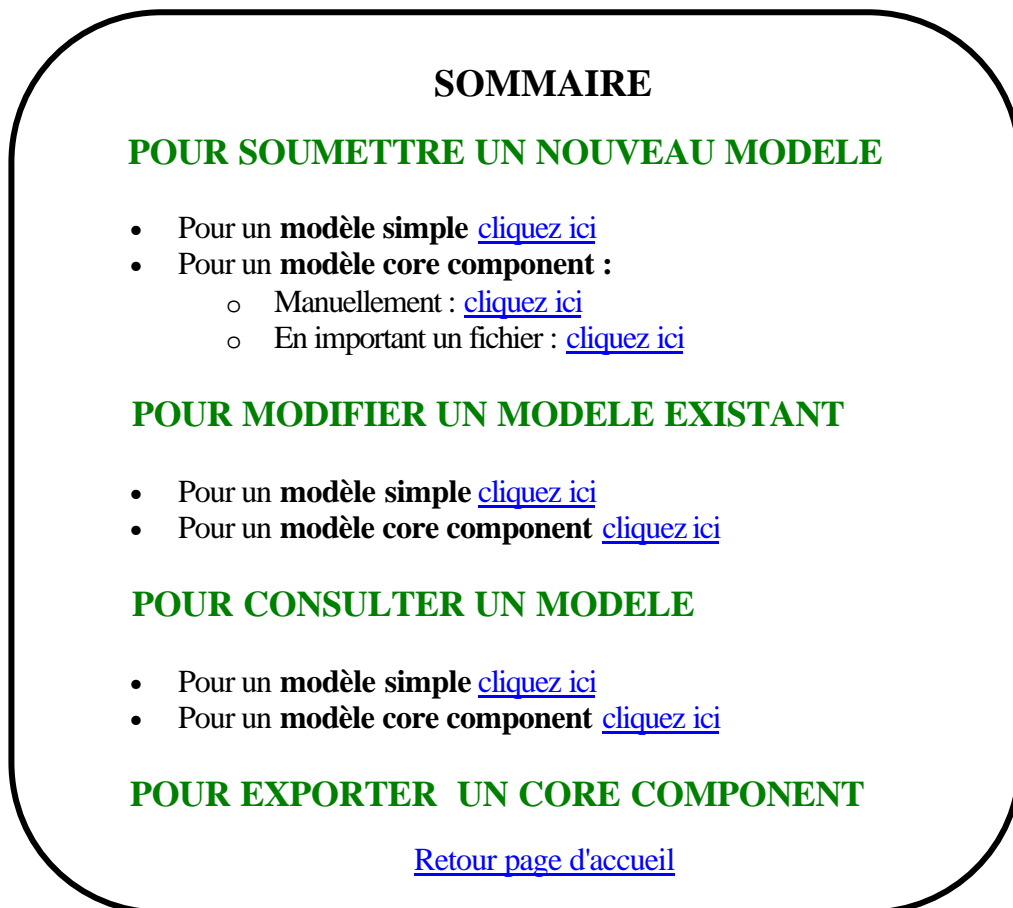 SOMMAIRE
POUR SOUMETTRE UN NOUVEAU MODELE
• Pour un modèle simple cliquez ici
• Pour un modèle core component :
o Manuellement : cliquez ici
o En important un fichier : cliquez ici
POUR MODIFIER UN MODELE EXISTANT
• Pour un modèle simple cliquez ici
• Pour un modèle core component cliquez ici
POUR CONSULTER UN MODELE
• Pour un modèle simple cliquez ici
• Pour un modèle core component cliquez ici
POUR EXPORTER UN CORE COMPONENT
Retour page d'accueil